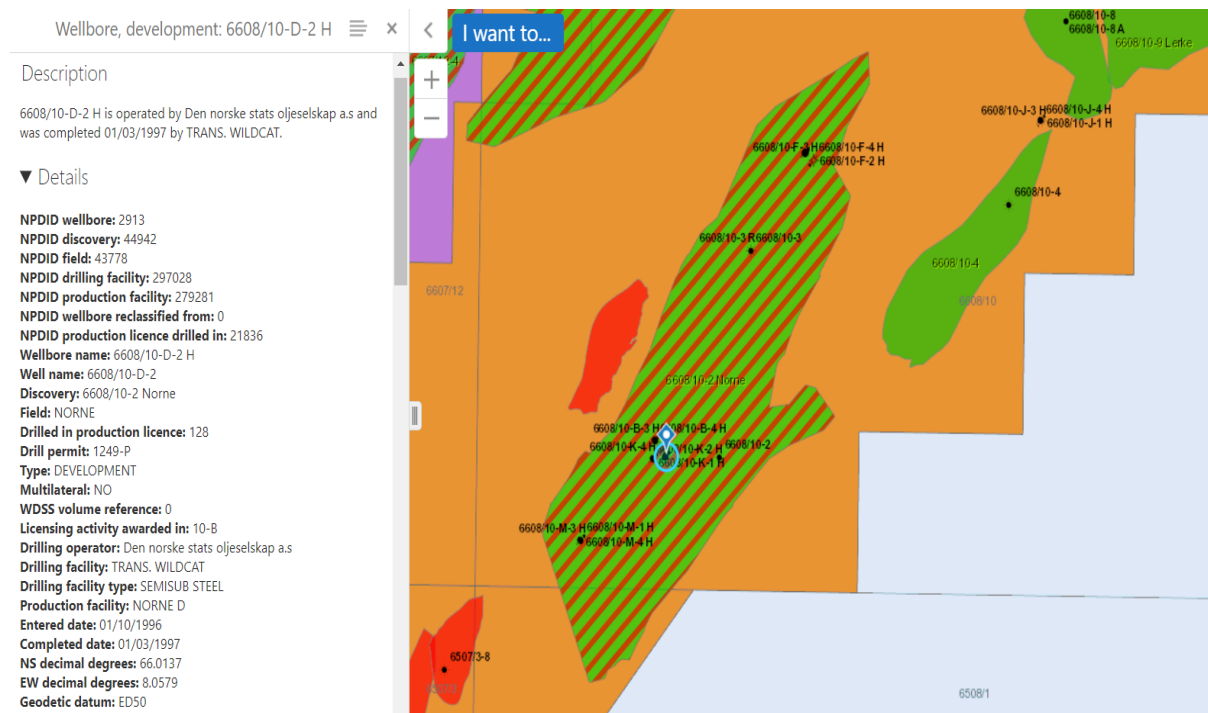 Wellbore, development: 6608/10-D-2 H
Description
6608/10-D-2 H is operated by Den norske stats oljeselskap a.s and
was completed 01/03/1997 by TRANS. WILDCAT.
Details
NPDID wellbore: 2913
NPDID discovery: 44942
NPDID field: 43778
NPDID drilling facility: 297028
NPDID production facility: 279281
NPDID wellbore reclassified from: 0
NPDID production licence drilled in: 21836
Wellbore name: 6608/10-D-2 H
Well name: 6608/10-D-2
Discovery: 6608/10-2 Norne
Field: NORNE
Drilled in production licence: 128
Drill permit: 1249-P
Type: DEVELOPMENT
Multilateral: NO
WDSS volume reference: 0
Licensing activity awarded in: 10-B
Drilling operator: Den norske stats oljeselskap a.s
Drilling facility: TRANS. WILDCAT
Drilling facility type: SEMISUB STEEL
Production facility: NORNE D
Entered date: 01/10/1996
Completed date: 01/03/1997
NS decimal degrees: 66.0137
EW decimal degrees: 8.0579
Geodetic datum: ED50
I want to...
6608/10-8
6608/10-8 A
6608/10-9 Lerke
6608/10-J-3 H 6608/10-J-4 H
6608/10-J-1 H
6608/10-F-3 H 6608/10-F-4 H
6608/10-F-2 H
6608/10-4
6608/10-3 R 6608/10-3
6608/10-4
6607/12
6608/10
6608/10-2 Norne
6608/10-B-3 H 6608/10-B-4 H
6608/10-K-4 H
10-K-2 H
6608/10-2
6608/10-K-1 H
6608/10-M-3 H 6608/10-M-1 H
6608/10-M-4 H
6507/3-8
6508/1